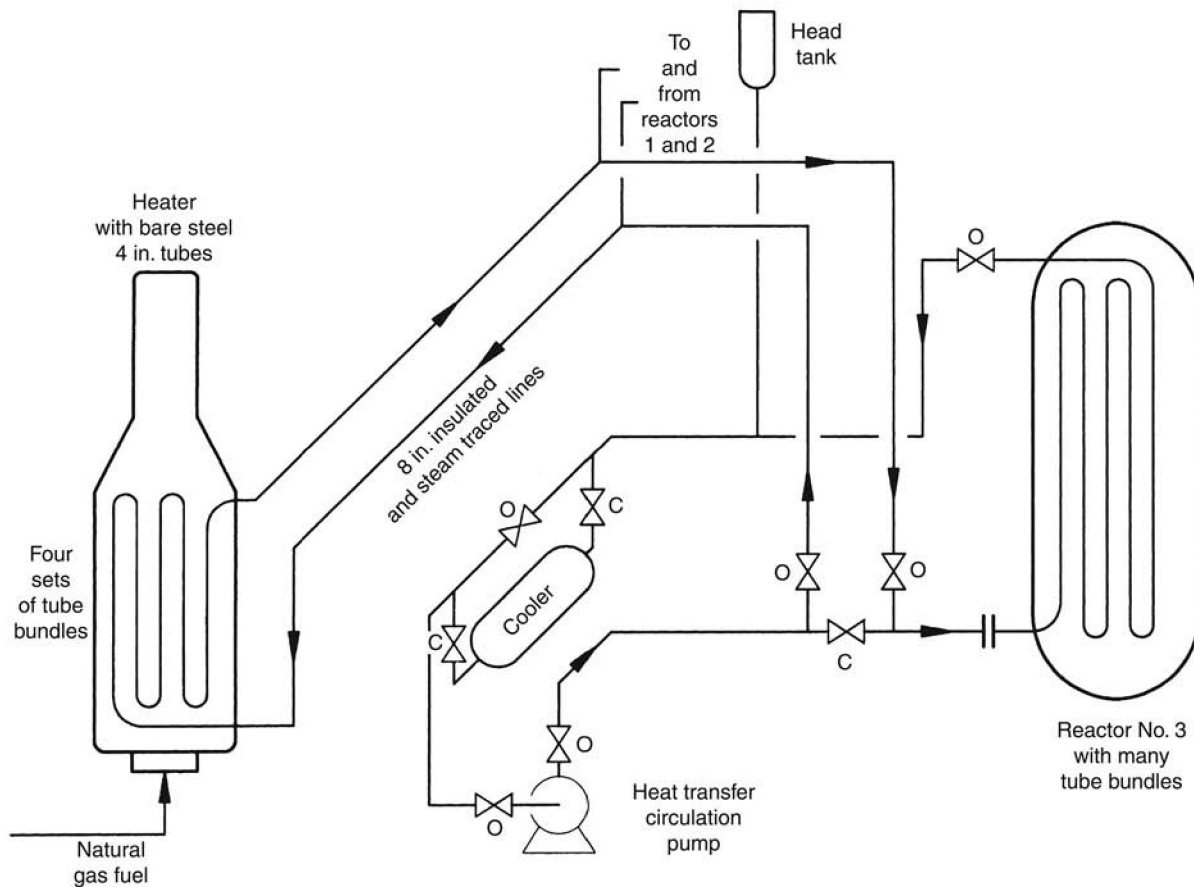 To
and
from
reactors
1 and 2
Head
tank
Heater
with bare steel
4 in. tubes
O
8 in. insulated
and steam traced lines
O
C
Four
sets
of tube
bundles
Cooler
O
O
C
C
O
Reactor No. 3
with many
tube bundles
Heat transfer
circulation
pump
O
Natural
gas fuel